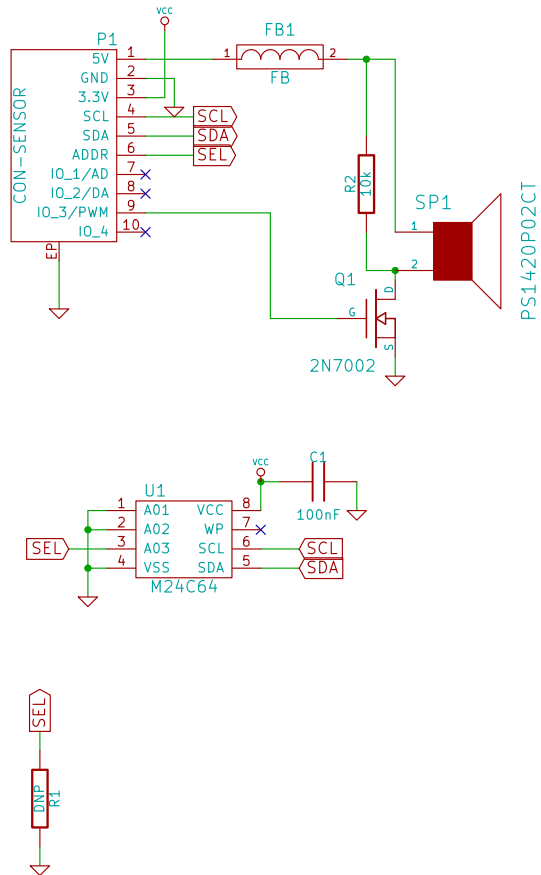 VCC
P1
FB1
5V 1
1 2
GND 2
FB
3.3V 3
CON-SENSOR
SCL 4 SCL
SDA 5 SDA
ADDR 6 SEL
IO_1/AD 7
IO_2/DA 8
IO_3/PWM 9
IO_4 10
EP
R2
10k
SP1
1
2
PS1420P02CT
Q1
D
G
S
2N7002
VCC
C1
100nF
U1
1 A01 VCC 8
2 A02 WP 7
SEL 3 A03 SCL 6 SCL
4 VSS SDA 5 SDA
M24C64
SEL
DNP
R1